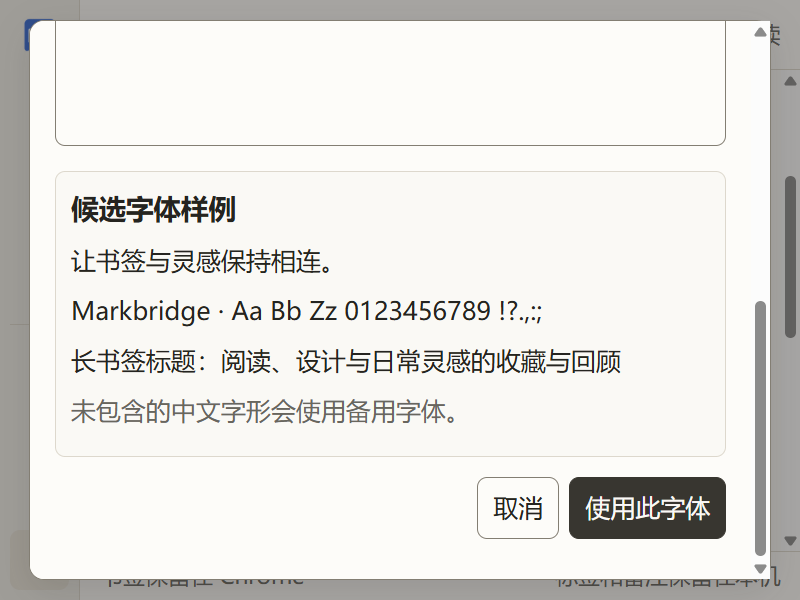 候选字体样例
让书签与灵感保持相连。
Markbridge · Aa Bb Zz 0123456789 !?.,:;
长书签标题：阅读、设计与日常灵感的收藏与回顾
未包含的中文字形会使用备用字体。
取消
使用此字体